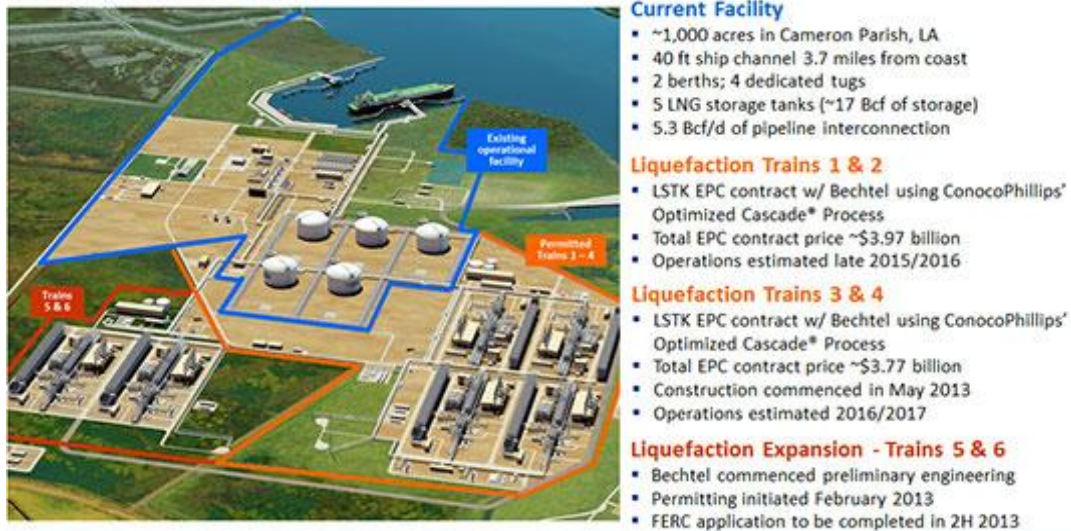 Existing
operational
facility
Permitted
Trains 1 – 4
Trains
5 & 6
Current Facility
▪ ~1,000 acres in Cameron Parish, LA
▪ 40 ft ship channel 3.7 miles from coast
▪ 2 berths; 4 dedicated tugs
▪ 5 LNG storage tanks (~17 Bcf of storage)
▪ 5.3 Bcf/d of pipeline interconnection
Liquefaction Trains 1 & 2
▪ LSTK EPC contract w/ Bechtel using ConocoPhillips’
Optimized Cascade® Process
▪ Total EPC contract price ~$3.97 billion
▪ Operations estimated late 2015/2016
Liquefaction Trains 3 & 4
▪ LSTK EPC contract w/ Bechtel using ConocoPhillips’
Optimized Cascade® Process
▪ Total EPC contract price ~$3.77 billion
▪ Construction commenced in May 2013
▪ Operations estimated 2016/2017
Liquefaction Expansion - Trains 5 & 6
▪ Bechtel commenced preliminary engineering
▪ Permitting initiated February 2013
▪ FERC application to be completed in 2H 2013